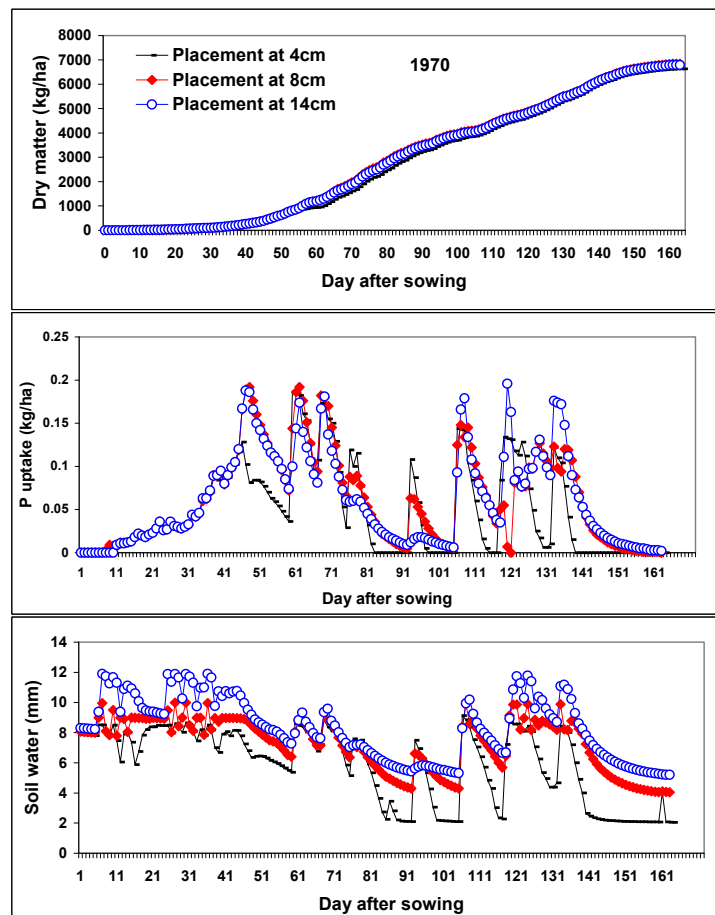 8000
7000
6000
5000
4000
3000
2000
1000
0
Dry matter (kg/ha)
Placement at 4cm
Placement at 8cm
Placement at 14cm
1970
0 10 20 30 40 50 60 70 80 90 100 110 120 130 140 150 160
Day after sowing
0.25
0.2
0.15
0.1
0.05
0
P uptake (kg/ha)
1 11 21 31 41 51 61 71 81 91 101 111 121 131 141 151 161
Day after sowing
14
12
10
8
6
4
2
0
Soil water (mm)
1 11 21 31 41 51 61 71 81 91 101 111 121 131 141 151 161
Day after sowing